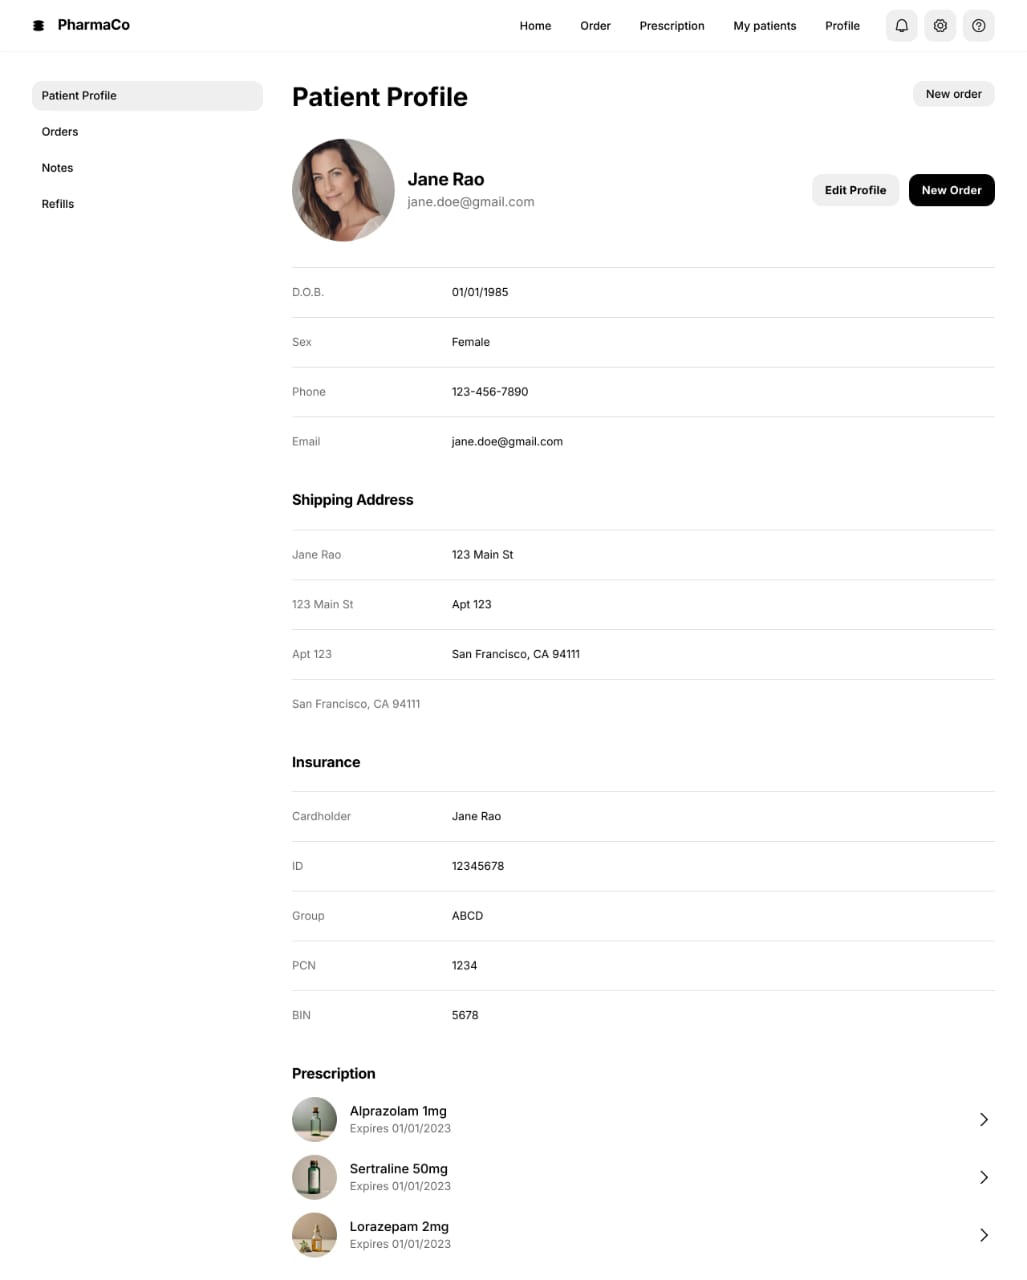 PharmaCo
Home Order Prescription My patients Profile
Patient Profile
Orders
Notes
Refills
Patient Profile
New order
Jane Rao
jane.doe@gmail.com
Edit Profile New Order
D.O.B. 01/01/1985
Sex Female
Phone 123-456-7890
Email jane.doe@gmail.com
Shipping Address
Jane Rao 123 Main St
123 Main St Apt 123
Apt 123 San Francisco, CA 94111
San Francisco, CA 94111
Insurance
Cardholder Jane Rao
ID 12345678
Group ABCD
PCN 1234
BIN 5678
Prescription
Alprazolam 1mg
Expires 01/01/2023
Sertraline 50mg
Expires 01/01/2023
Lorazepam 2mg
Expires 01/01/2023